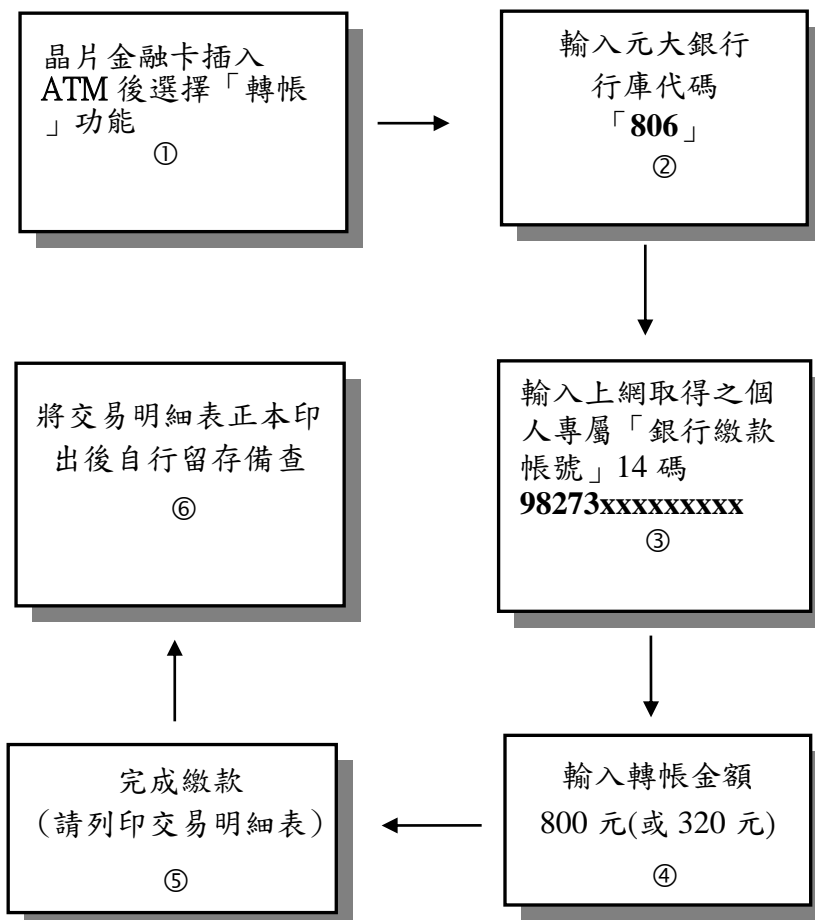 晶片金融卡插入
ATM 後選擇「轉帳
」功能
①
輸入元大銀行
行庫代碼
「806」
②
輸入上網取得之個
人專屬「銀行繳款
帳號」14 碼
98273xxxxxxxxx
③
輸入轉帳金額
800 元(或 320 元)
④
完成繳款
（請列印交易明細表）
⑤
將交易明細表正本印
出後自行留存備查
⑥